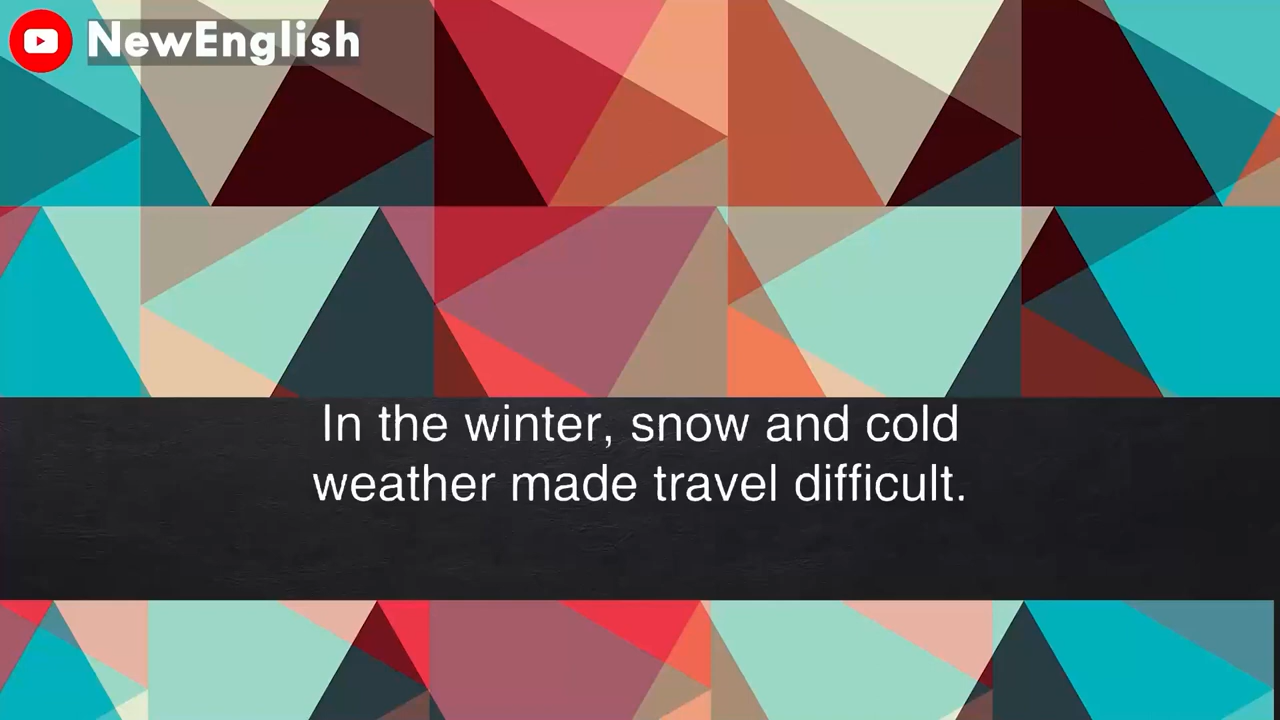 NewEnglish
In the winter, snow and cold
weather made travel difficult.